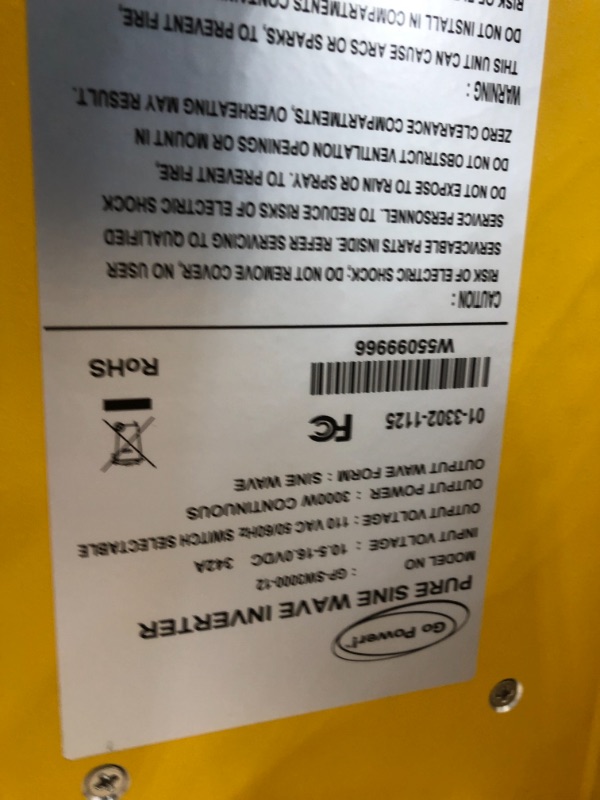 Go Power!™
PURE SINE WAVE INVERTER
MODEL NO : GP-SW3000-12
INPUT VOLTAGE : 10.5-16.0VDC 342A
OUTPUT VOLTAGE : 110 VAC 50/60Hz SWITCH SELECTABLE
OUTPUT POWER : 3000W CONTINUOUS
OUTPUT WAVE FORM : SINE WAVE
01-3302-1125 FC
W55099966
RoHS
CAUTION :
RISK OF ELECTRIC SHOCK; DO NOT REMOVE COVER, NO USER
SERVICEABLE PARTS INSIDE. REFER SERVICING TO QUALIFIED
SERVICE PERSONNEL. TO REDUCE RISKS OF ELECTRIC SHOCK
DO NOT EXPOSE TO RAIN OR SPRAY. TO PREVENT FIRE,
DO NOT OBSTRUCT VENTILATION OPENINGS OR MOUNT IN
ZERO CLEARANCE COMPARTMENTS, OVERHEATING MAY RESULT.
WARNING :
THIS UNIT CAN CAUSE ARCS OR SPARKS, TO PREVENT FIRE,
DO NOT INSTALL IN COMPARTMENTS
RISK OF